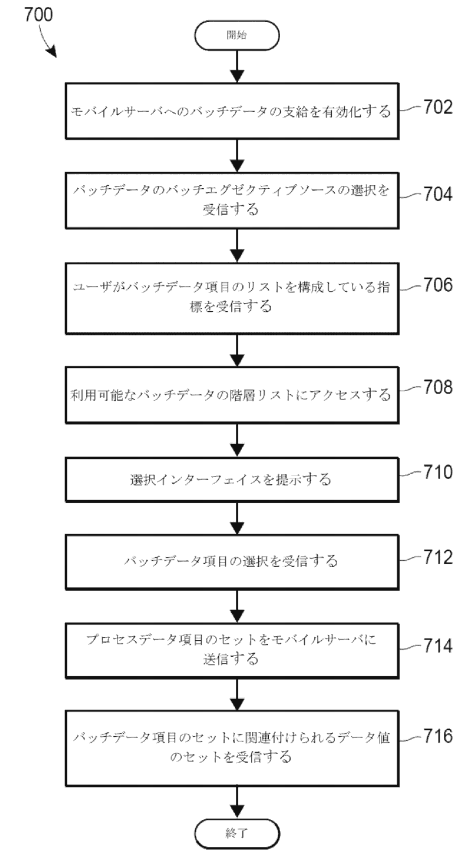 700
開始
モバイルサーバへのバッチデータの支給を有効化する
702
バッチデータのバッチエグゼクティブソースの選択を
受信する
704
ユーザがバッチデータ項目のリストを構成している指
標を受信する
706
利用可能なバッチデータの階層リストにアクセスする
708
選択インターフェイスを提示する
710
バッチデータ項目の選択を受信する
712
プロセスデータ項目のセットをモバイルサーバに
送信する
714
バッチデータ項目のセットに関連付けられるデータ値
のセットを受信する
716
終了